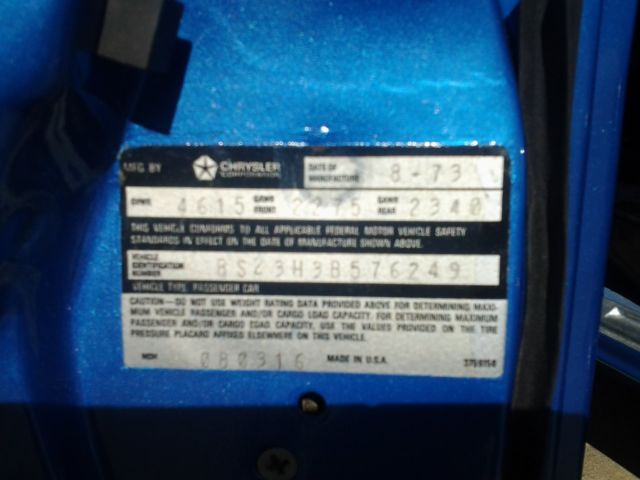 MFG. BY CHRYSLER CORPORATION DATE OF MANUFACTURE 8-73
GVWR 4615 GAWR FRONT 2275 GAWR REAR 2340
THIS VEHICLE CONFORMS TO ALL APPLICABLE FEDERAL MOTOR VEHICLE SAFETY
STANDARDS IN EFFECT ON THE DATE OF MANUFACTURE SHOWN ABOVE.
VEHICLE IDENTIFICATION NUMBER BS23H3B576249
VEHICLE TYPE PASSENGER CAR
CAUTION—DO NOT USE WEIGHT RATING DATA PROVIDED ABOVE FOR DETERMINING MAXI-
MUM VEHICLE PASSENGER AND/OR CARGO LOAD CAPACITY. FOR DETERMINING MAXIMUM
PASSENGER AND/OR CARGO LOAD CAPACITY, USE THE VALUES PROVIDED ON THE TIRE
PRESSURE PLACARD AFFIXED ELSEWHERE ON THIS VEHICLE.
MDH 080316 MADE IN U.S.A.